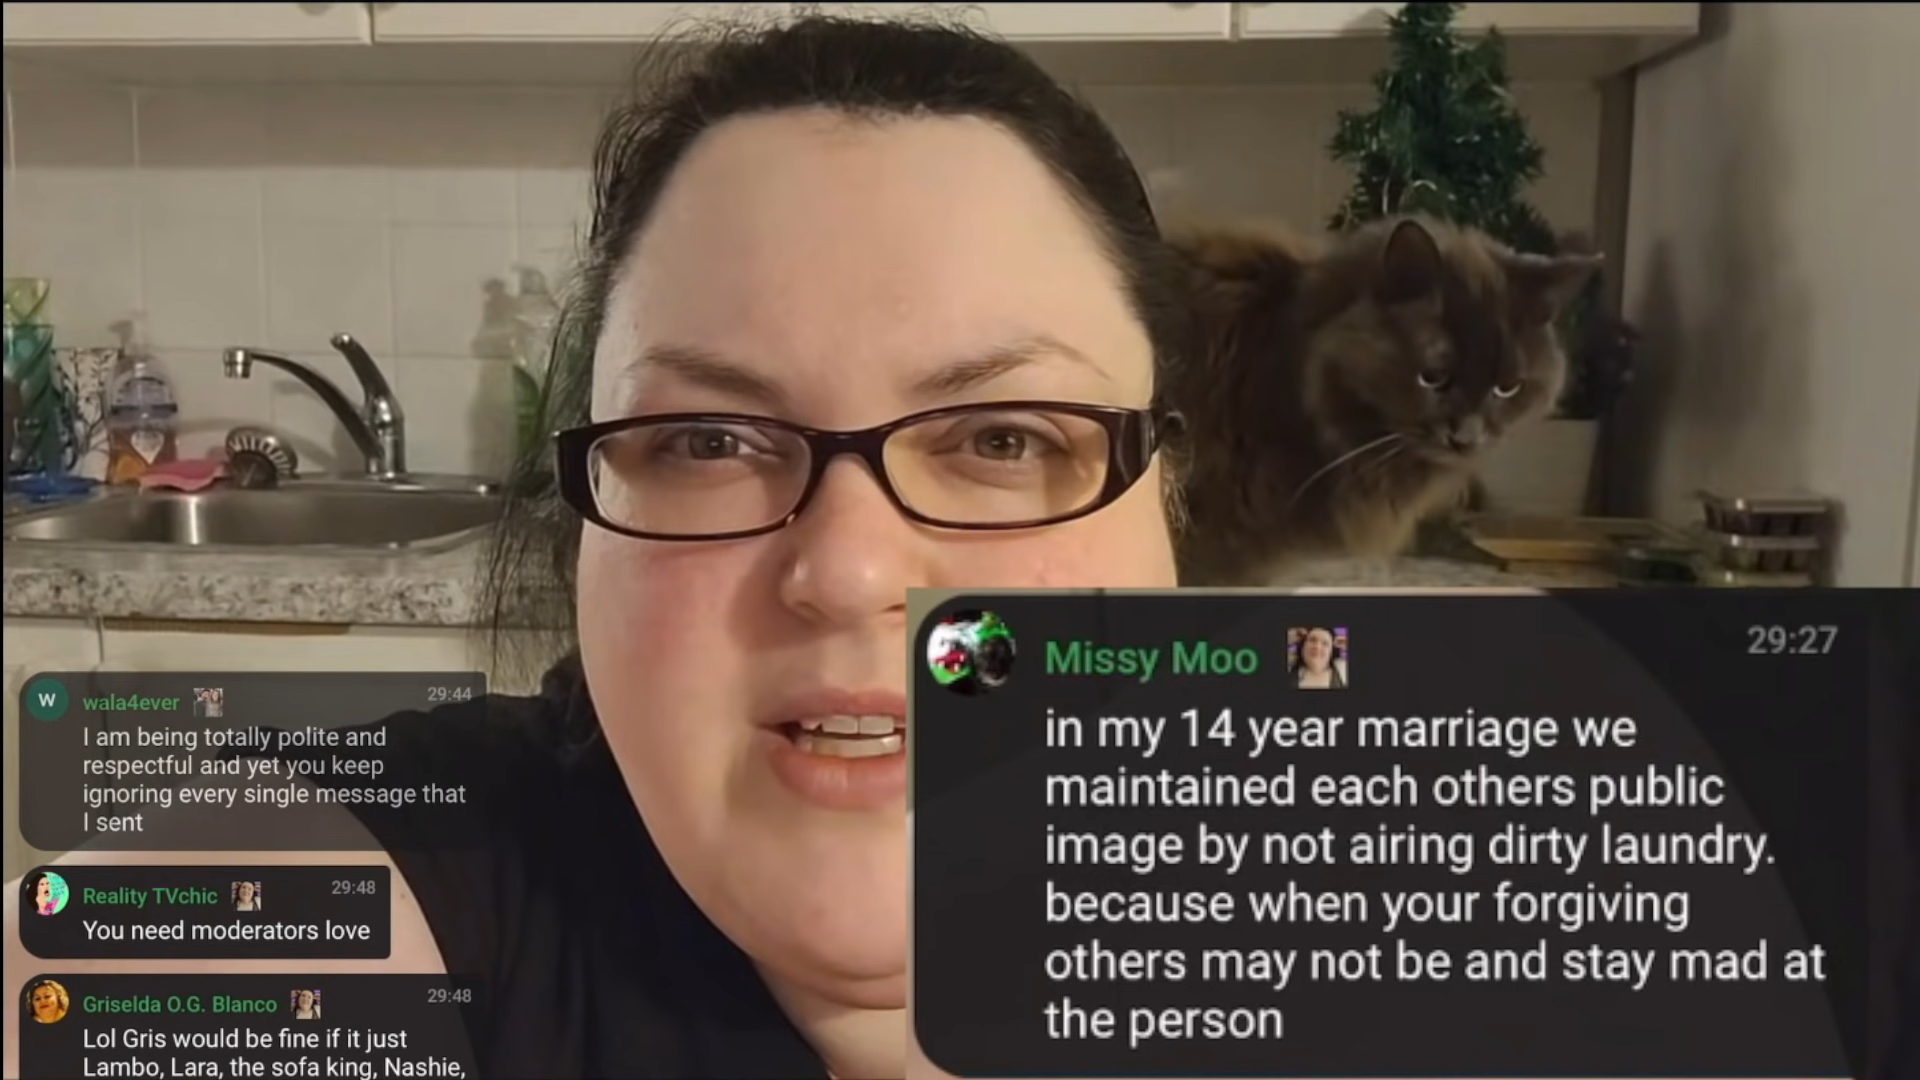 W
wala4ever
29:44
I am being totally polite and
respectful and yet you keep
ignoring every single message that
I sent
Reality TVchic
29:48
You need moderators love
Griselda O.G. Blanco
29:48
Lol Gris would be fine if it just
Lambo, Lara, the sofa king, Nashie,
Missy Moo
29:27
in my 14 year marriage we
maintained each others public
image by not airing dirty laundry.
because when your forgiving
others may not be and stay mad at
the person